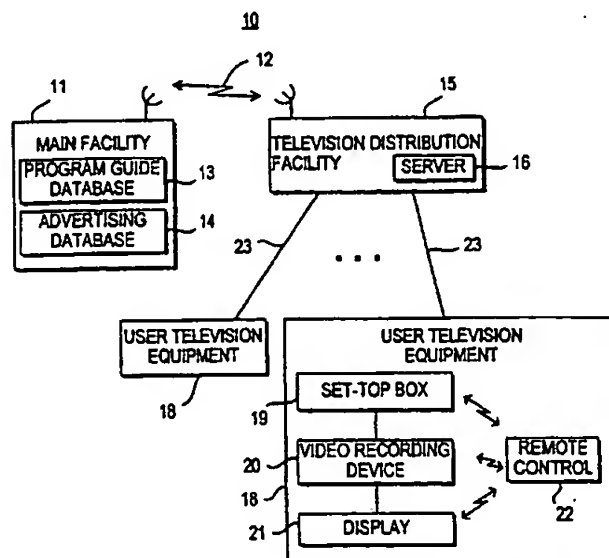 10
12
11
15
MAIN FACILITY
PROGRAM GUIDE
DATABASE
13
ADVERTISING
DATABASE
14
TELEVISION DISTRIBUTION
FACILITY
SERVER
16
23
...
23
USER TELEVISION
EQUIPMENT
18
USER TELEVISION
EQUIPMENT
SET-TOP BOX
19
VIDEO RECORDING
DEVICE
20
18
REMOTE
CONTROL
22
DISPLAY
21